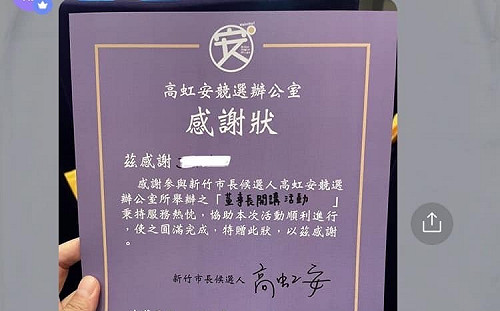 安
高虹安競選辦公室
感謝狀
茲感謝
感謝參與新竹市長候選人高虹安競選
辦公室所舉辦之「董事長開講活動」
秉持服務熱忱，協助本次活動順利進行
，使之圓滿完成，特贈此狀，以茲感謝
。
新竹市長候選人 高虹安